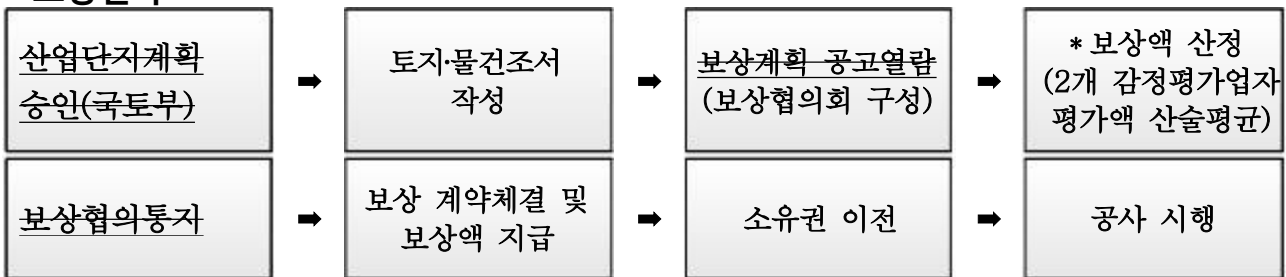 산업단지계획
승인(국토부)
➡
토지·물건조서
작성
➡
보상계획 공고열람
(보상협의회 구성)
➡
* 보상액 산정
(2개 감정평가업자
평가액 산술평균)
보상협의통지
➡
보상 계약체결 및
보상액 지급
➡
소유권 이전
➡
공사 시행